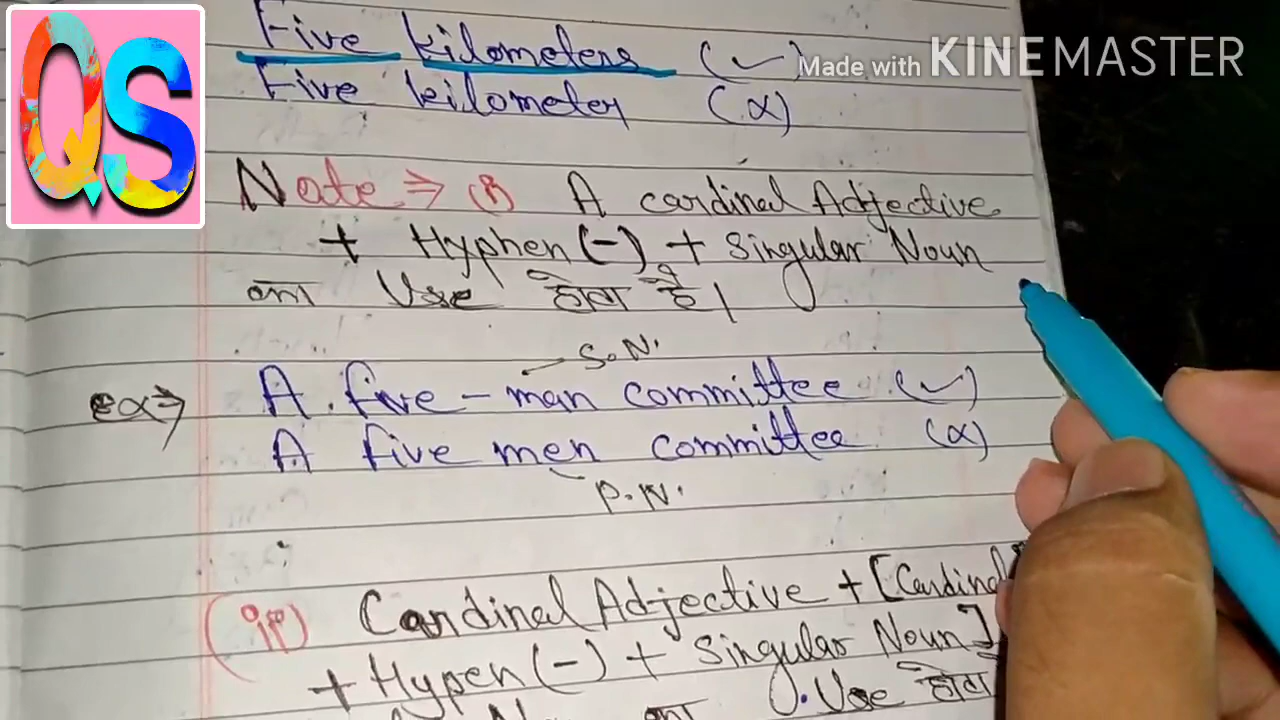 QS
Made with KINEMASTER
Five kilometers (✓)
Five kilometer (x)
Note ⇒ (i) A cardinal Adjective
+ Hyphen (-) + Singular Noun
का Use होता है।
S.N.
ex ⇒ A five - man committee (✓)
A five men committee (x)
P.N.
(ii) Cardinal Adjective + [Cardinal
+ Hypen (-) + Singular Noun]
का Use होता